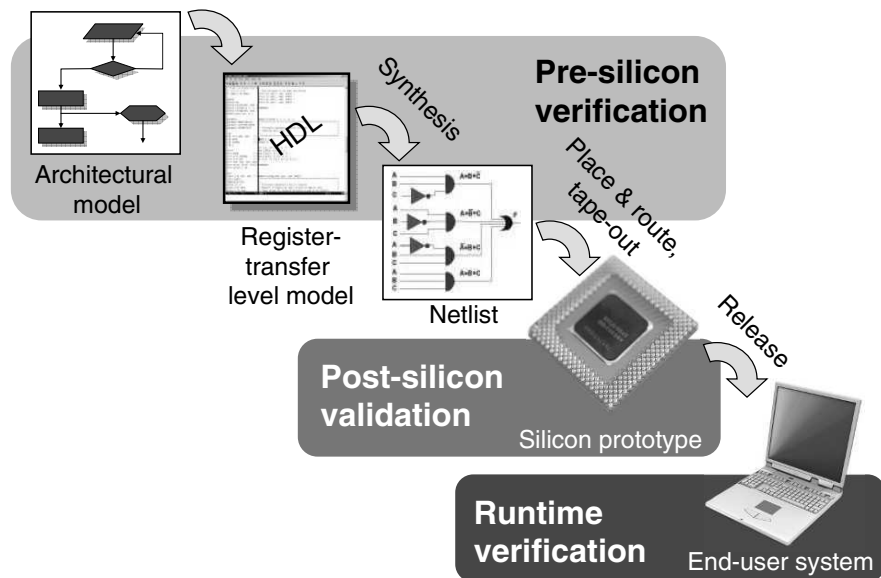 Pre-silicon
verification
Architectural
model
HDL
Register-
transfer
level model
Synthesis
A
B
C
A
B
C
A
B
C
A
B
C
F
Netlist
Place & route,
tape-out
Release
Post-silicon
validation
Silicon prototype
Runtime
verification
End-user system